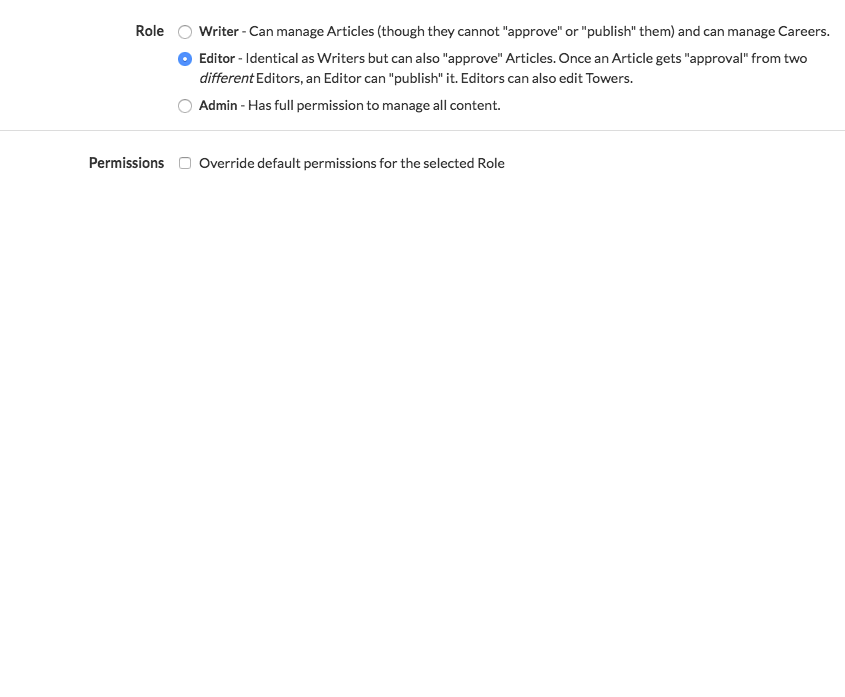 Role
Writer - Can manage Articles (though they cannot "approve" or "publish" them) and can manage Careers.
Editor - Identical as Writers but can also "approve" Articles. Once an Article gets "approval" from two
different Editors, an Editor can "publish" it. Editors can also edit Towers.
Admin - Has full permission to manage all content.
Permissions
Override default permissions for the selected Role